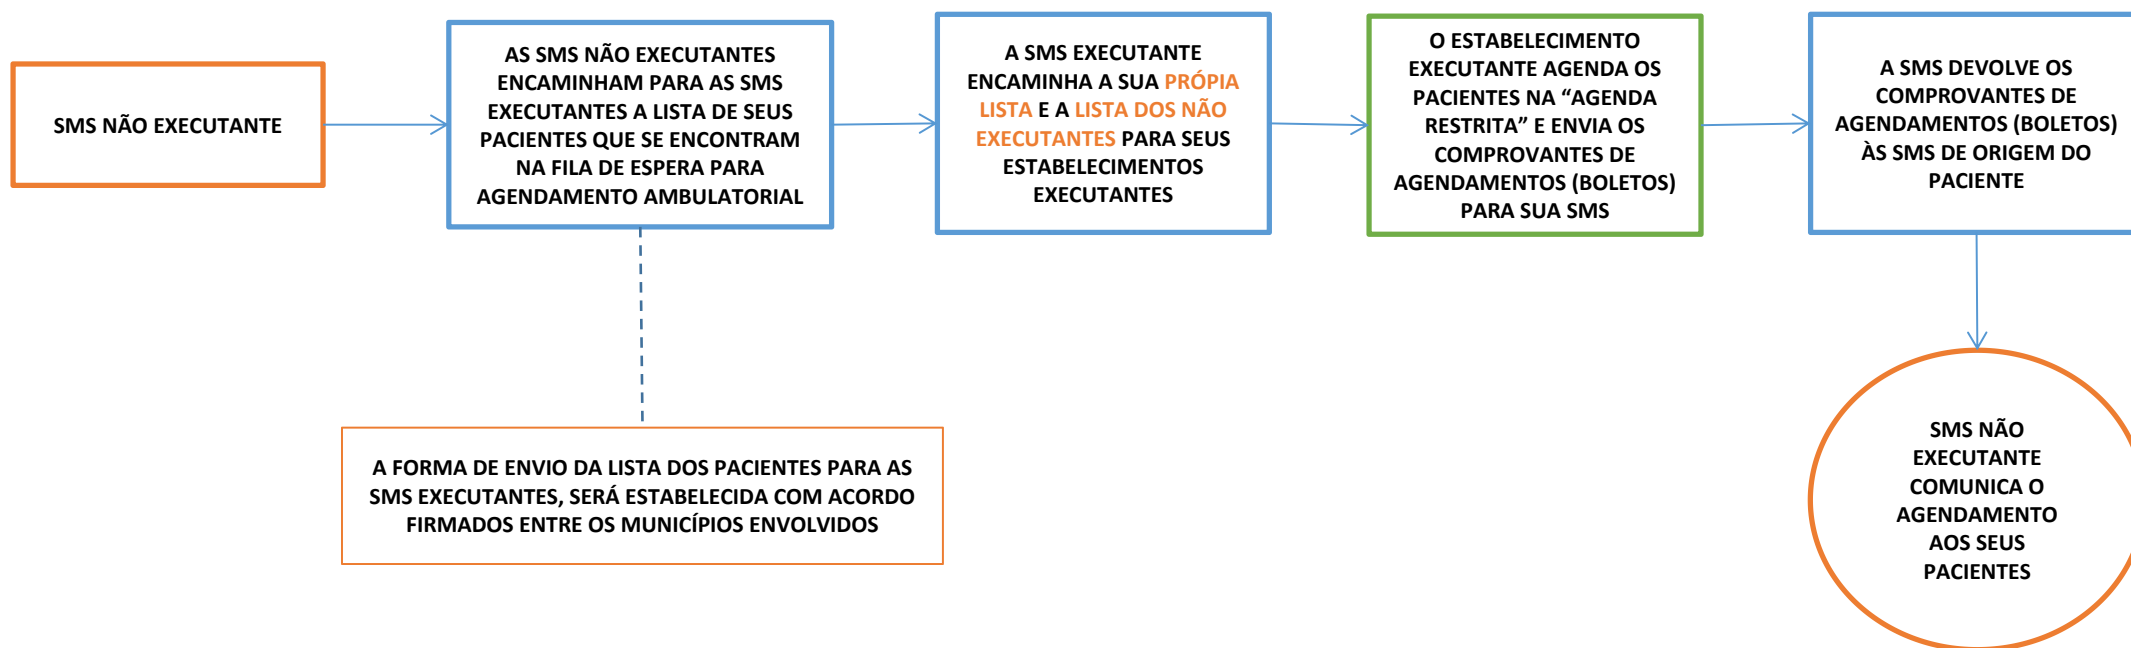 SMS NÃO EXECUTANTE
AS SMS NÃO EXECUTANTES
ENCAMINHAM PARA AS SMS
EXECUTANTES A LISTA DE SEUS
PACIENTES QUE SE ENCONTRAM
NA FILA DE ESPERA PARA
AGENDAMENTO AMBULATORIAL
A SMS EXECUTANTE
ENCAMINHA A SUA PRÓPIA
LISTA E A LISTA DOS NÃO
EXECUTANTES PARA SEUS
ESTABELECIMENTOS
EXECUTANTES
O ESTABELECIMENTO
EXECUTANTE AGENDA OS
PACIENTES NA “AGENDA
RESTRITA” E ENVIA OS
COMPROVANTES DE
AGENDAMENTOS (BOLETOS)
PARA SUA SMS
A SMS DEVOLVE OS
COMPROVANTES DE
AGENDAMENTOS (BOLETOS)
ÀS SMS DE ORIGEM DO
PACIENTE
A FORMA DE ENVIO DA LISTA DOS PACIENTES PARA AS
SMS EXECUTANTES, SERÁ ESTABELECIDA COM ACORDO
FIRMADOS ENTRE OS MUNICÍPIOS ENVOLVIDOS
SMS NÃO
EXECUTANTE
COMUNICA O
AGENDAMENTO
AOS SEUS
PACIENTES